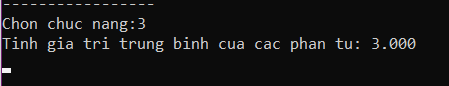 -----------------
Chon chuc nang:3
Tinh gia tri trung binh cua cac phan tu: 3.000